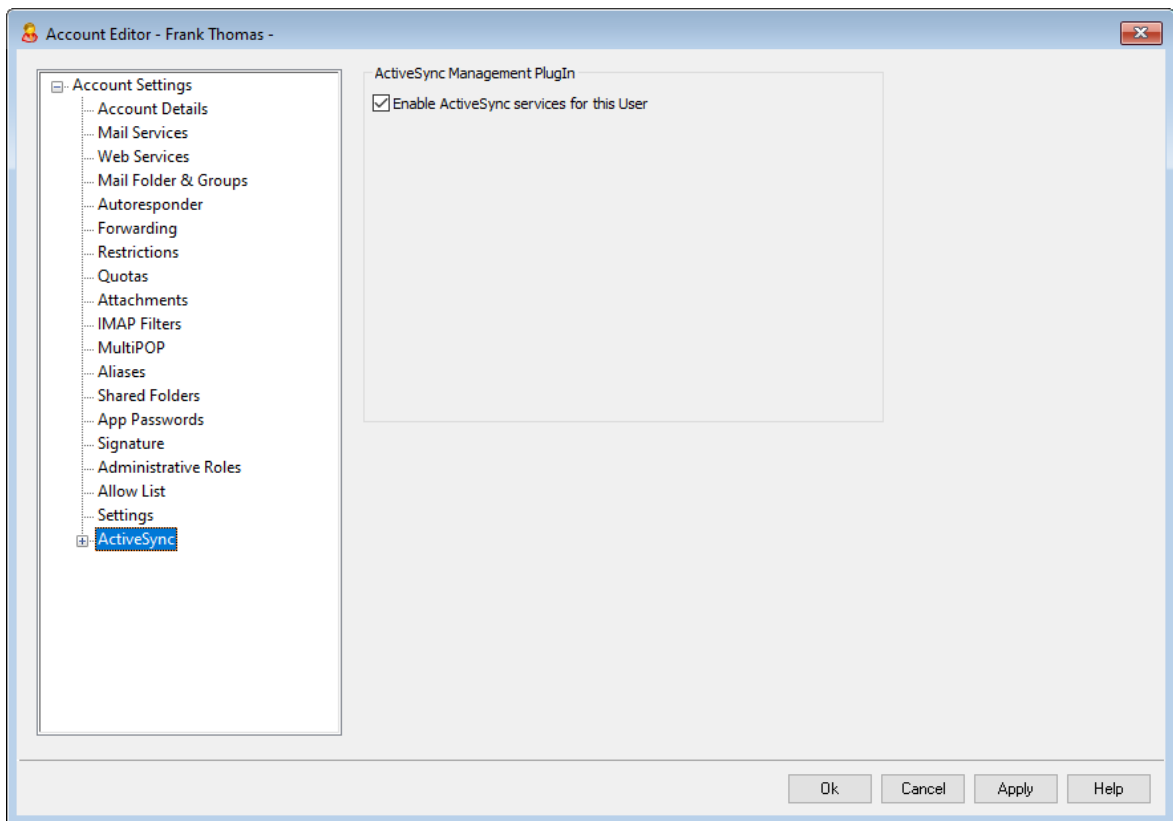 Account Editor - Frank Thomas -
Account Settings
Account Details
Mail Services
Web Services
Mail Folder & Groups
Autoresponder
Forwarding
Restrictions
Quotas
Attachments
IMAP Filters
MultiPOP
Aliases
Shared Folders
App Passwords
Signature
Administrative Roles
Allow List
Settings
ActiveSync
ActiveSync Management PlugIn
Enable ActiveSync services for this User
Ok Cancel Apply Help